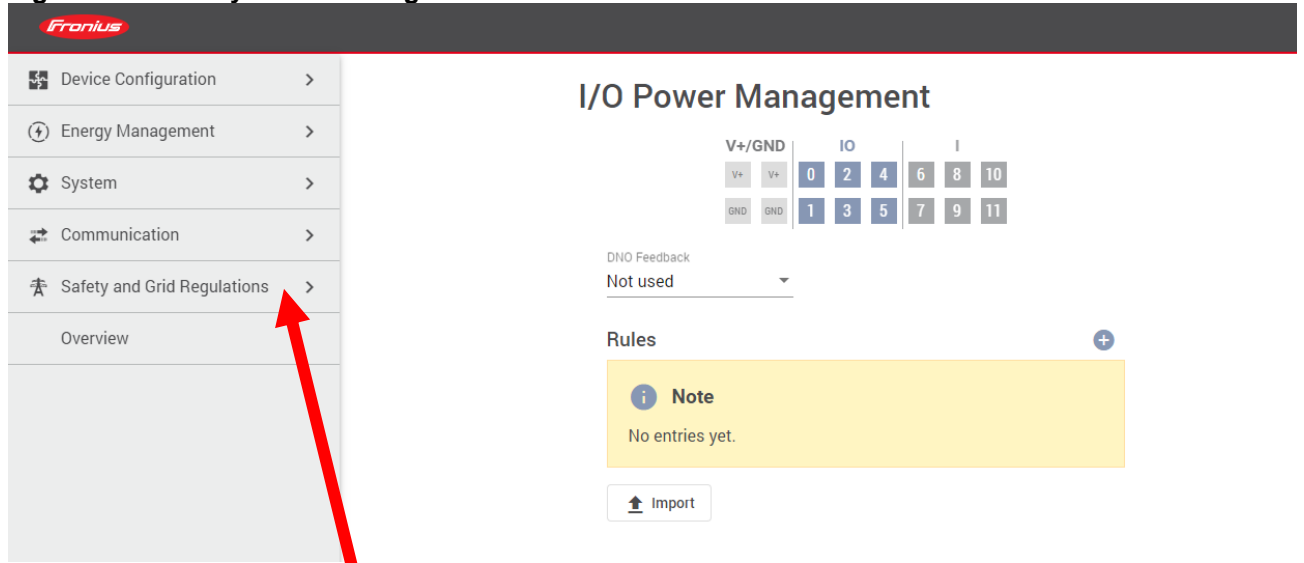 Fronius
Device Configuration
Energy Management
System
Communication
Safety and Grid Regulations
Overview
I/O Power Management
V+/GND IO I
V+ V+ 0 2 4 6 8 10
GND GND 1 3 5 7 9 11
DNO Feedback
Not used
Rules
Note
No entries yet.
Import